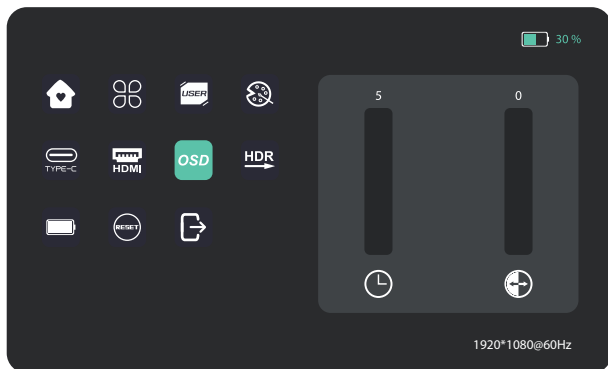 30 %
USER
TYPE-C
HDMI
OSD
HDR
RESET
5
0
1920*1080@60Hz